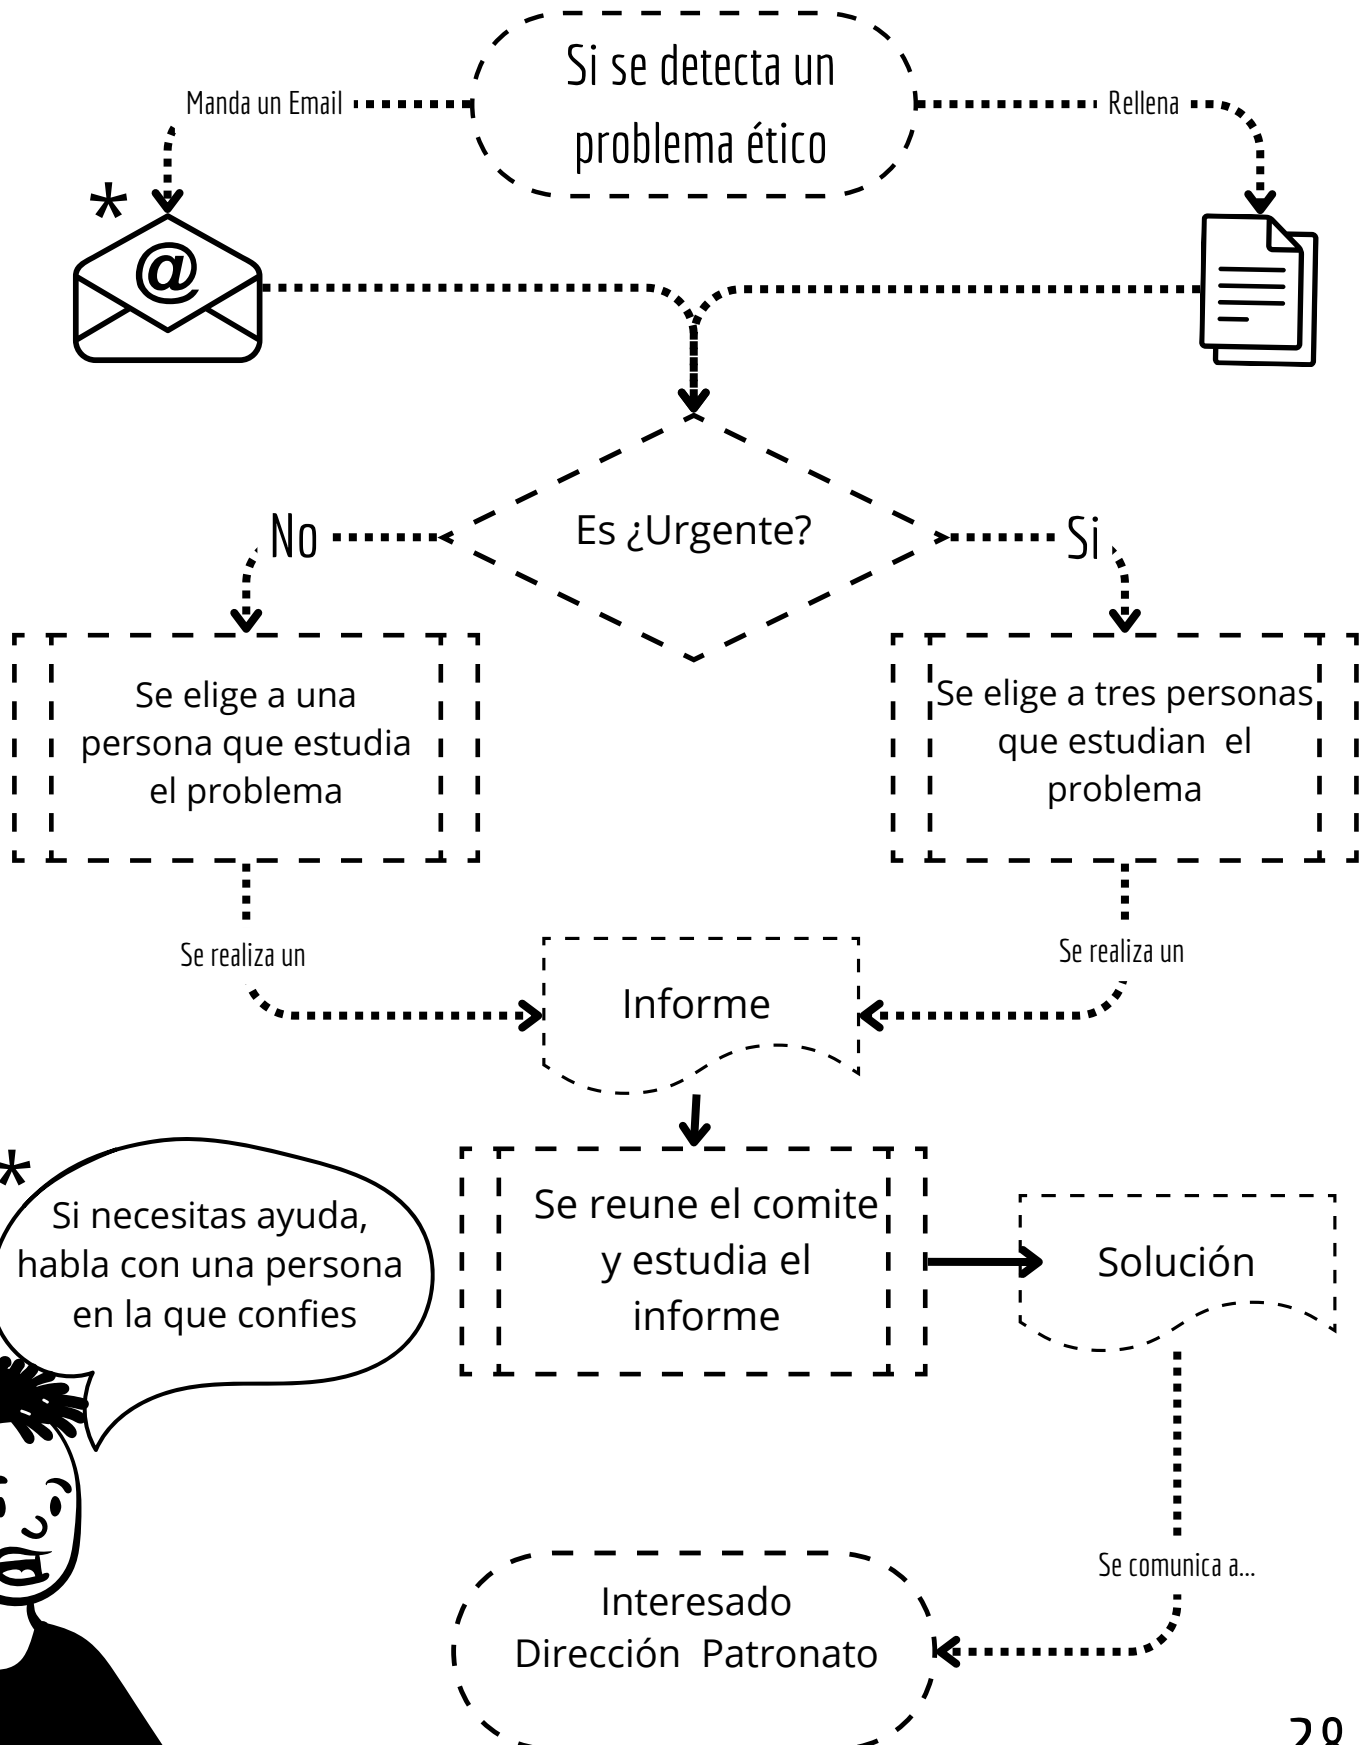 Si se detecta un
problema ético
Manda un Email
Rellena
*
@
Es ¿Urgente?
No
Si
Se elige a una
persona que estudia
el problema
Se elige a tres personas
que estudian el
problema
Se realiza un
Se realiza un
Informe
*
Si necesitas ayuda,
habla con una persona
en la que confies
Se reune el comite
y estudia el
informe
Solución
Se comunica a...
Interesado
Dirección Patronato
28